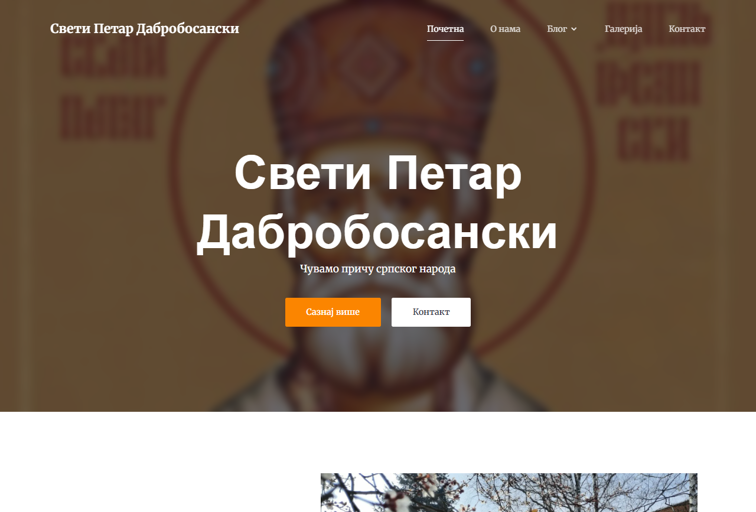 Свети Петар Дабробосански
Почетна
О нама
Блог
Галерија
Контакт
Свети Петар
Дабробосански
Чувамо причу српског народа
Сазнај више
Контакт